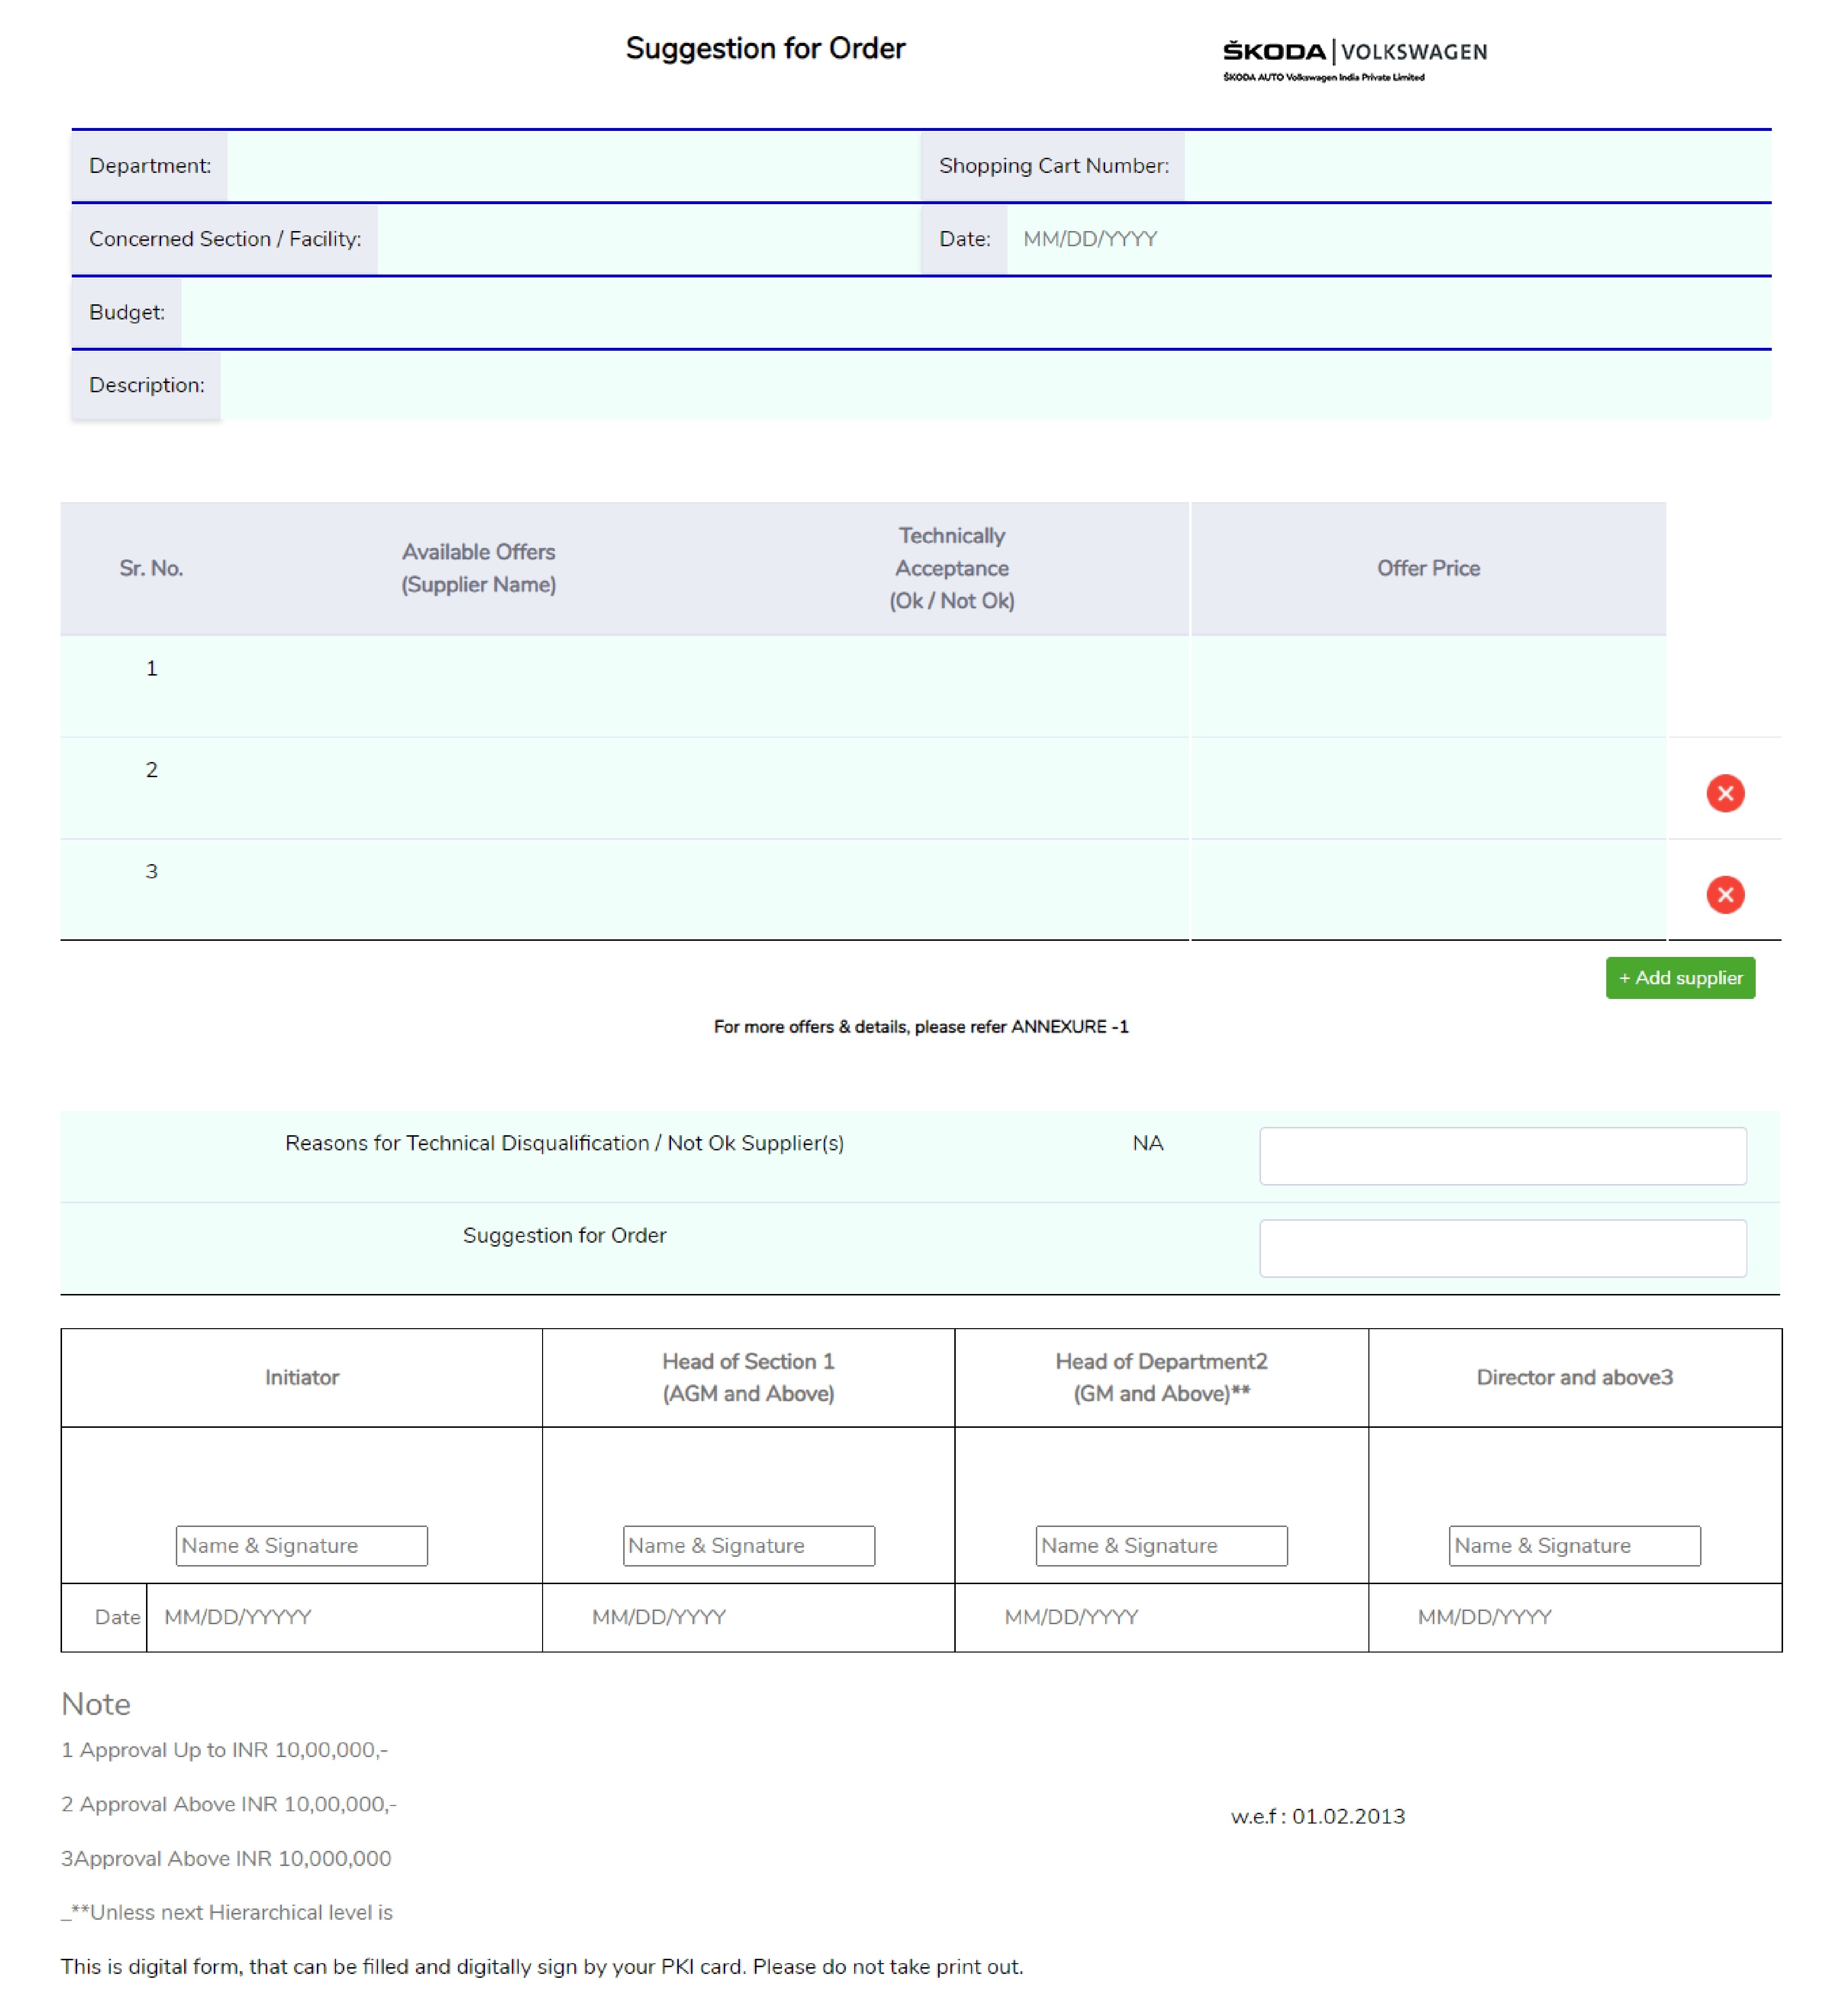 Suggestion for Order
ŠKODA | VOLKSWAGEN
ŠKODA AUTO Volkswagen India Private Limited
Department:
Shopping Cart Number:
Concerned Section / Facility:
Date: MM/DD/YYYY
Budget:
Description:
Sr. No.
Available Offers
(Supplier Name)
Technically
Acceptance
(Ok / Not Ok)
Offer Price
1
2
3
+ Add supplier
For more offers & details, please refer ANNEXURE -1
Reasons for Technical Disqualification / Not Ok Supplier(s)
NA
Suggestion for Order
Initiator
Head of Section 1
(AGM and Above)
Head of Department2
(GM and Above)**
Director and above3
Name & Signature
Name & Signature
Name & Signature
Name & Signature
Date
MM/DD/YYYYY
MM/DD/YYYY
MM/DD/YYYY
MM/DD/YYYY
Note
1 Approval Up to INR 10,00,000,-
2 Approval Above INR 10,00,000,-
w.e.f : 01.02.2013
3Approval Above INR 10,000,000
_**Unless next Hierarchical level is
This is digital form, that can be filled and digitally sign by your PKI card. Please do not take print out.